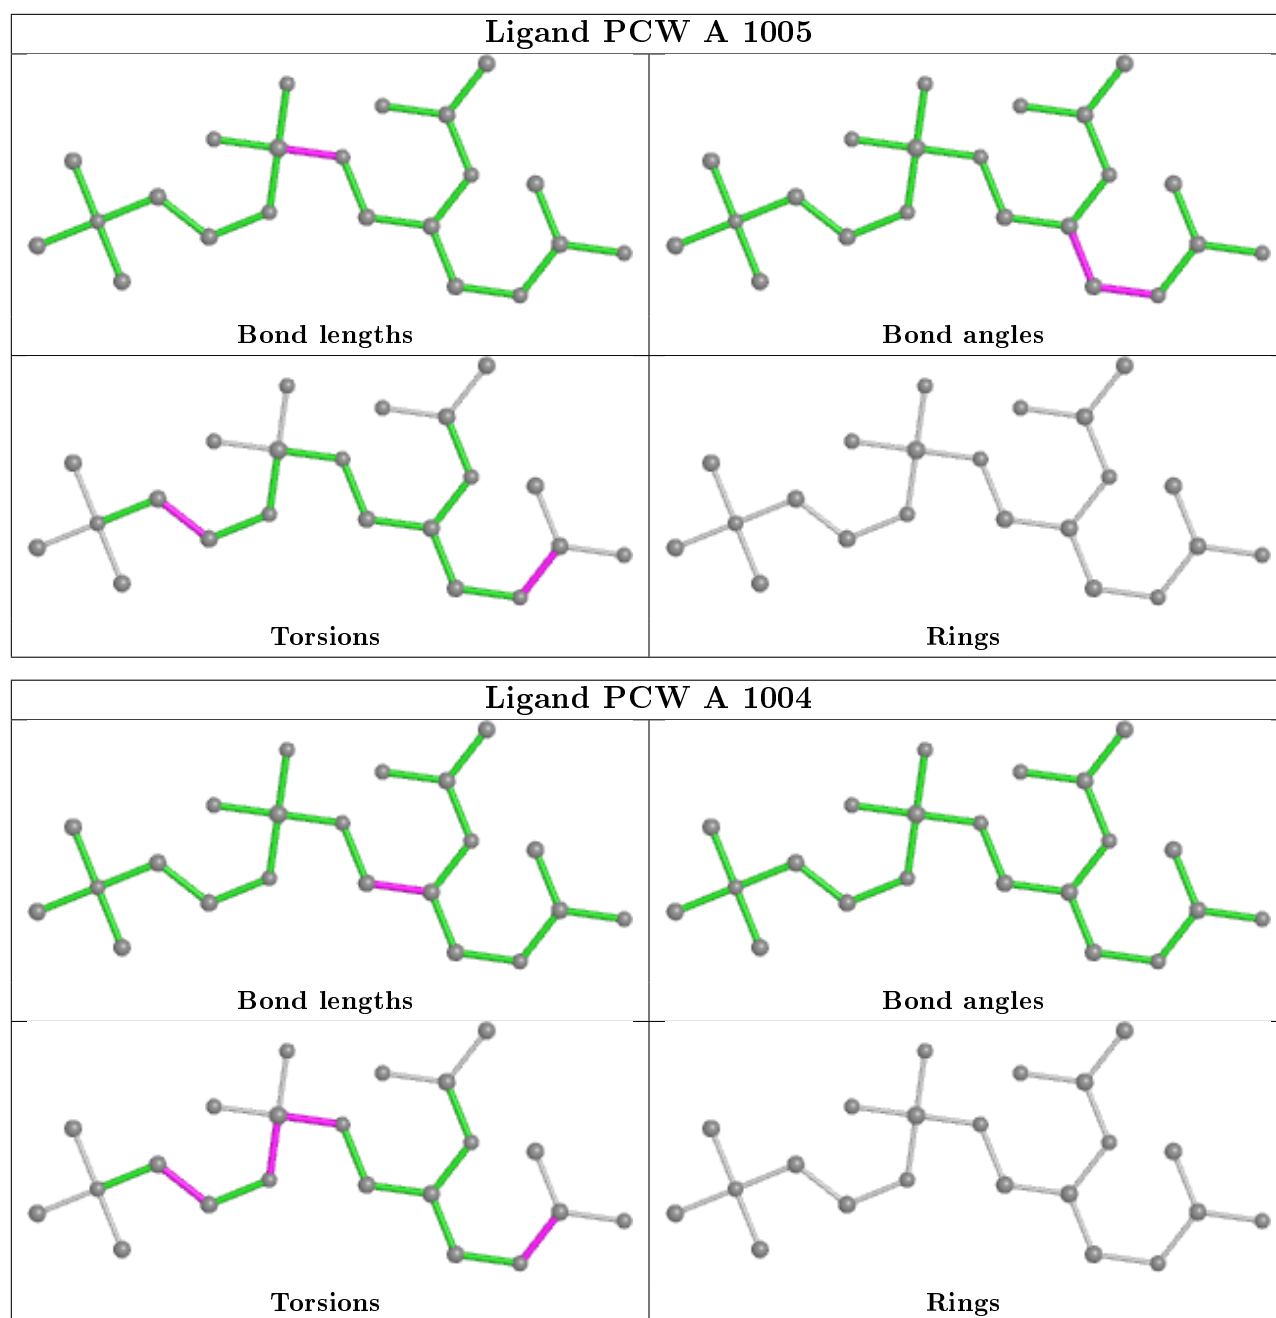 Ligand PCW A 1005
Bond lengths
Bond angles
Torsions
Rings
Ligand PCW A 1004
Bond lengths
Bond angles
Torsions
Rings